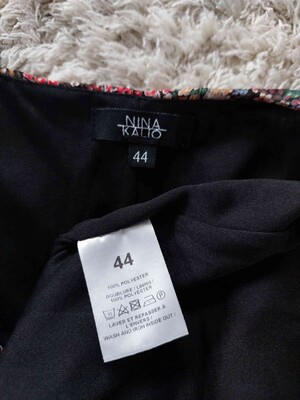 NINA
KALIO
44
44
100% POLYESTER
DOUBLURE / LINING :
100% POLYESTER
LAVER ET REPASSER À
L'ENVERS /
WASH AND IRON INSIDE OUT !